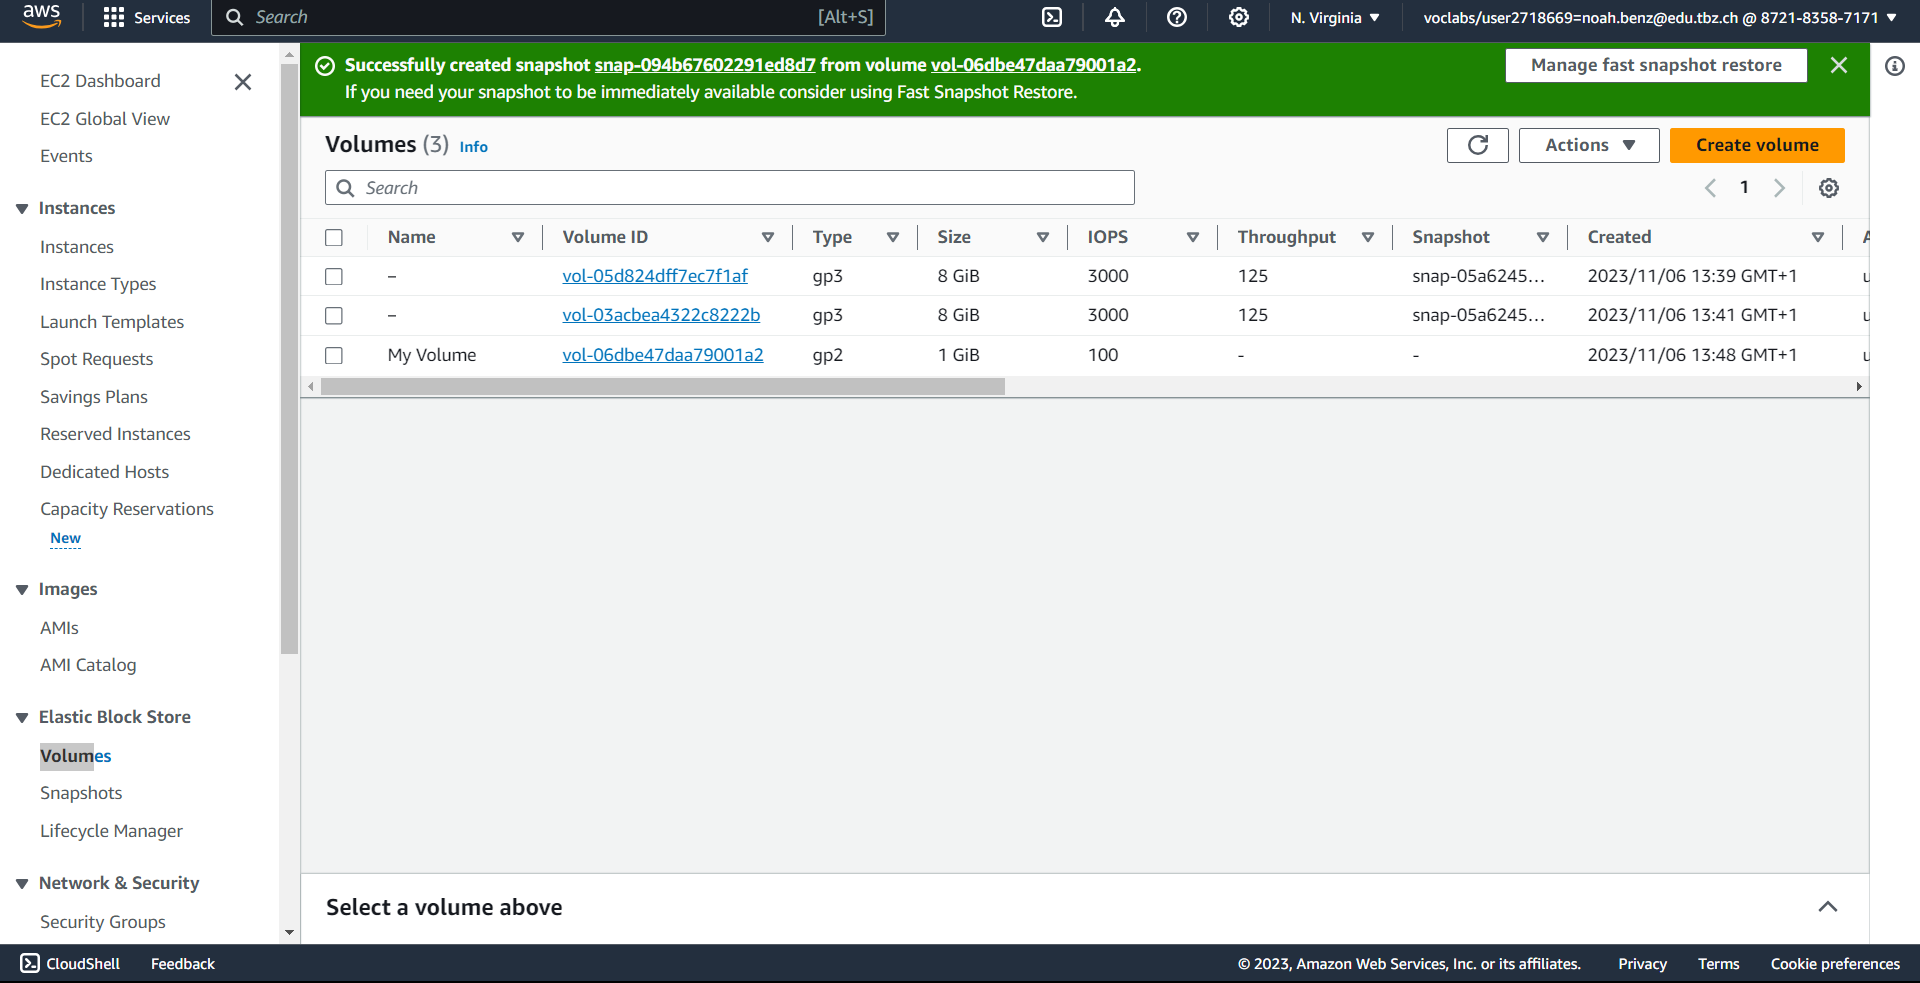 aws
Services
Search [Alt+S]
N. Virginia
voclabs/user2718669=noah.benz@edu.tbz.ch @ 8721-8358-7171
EC2 Dashboard
EC2 Global View
Events
Instances
Instances
Instance Types
Launch Templates
Spot Requests
Savings Plans
Reserved Instances
Dedicated Hosts
Capacity Reservations
New
Images
AMIs
AMI Catalog
Elastic Block Store
Volumes
Snapshots
Lifecycle Manager
Network & Security
Security Groups
Successfully created snapshot snap-094b67602291ed8d7 from volume vol-06dbe47daa79001a2.
If you need your snapshot to be immediately available consider using Fast Snapshot Restore.
Manage fast snapshot restore
Volumes (3) Info
Actions
Create volume
Search
1
Name Volume ID Type Size IOPS Throughput Snapshot Created
– vol-05d824dff7ec7f1af gp3 8 GiB 3000 125 snap-05a6245... 2023/11/06 13:39 GMT+1
– vol-03acbea4322c8222b gp3 8 GiB 3000 125 snap-05a6245... 2023/11/06 13:41 GMT+1
My Volume vol-06dbe47daa79001a2 gp2 1 GiB 100 - - 2023/11/06 13:48 GMT+1
Select a volume above
CloudShell
Feedback
© 2023, Amazon Web Services, Inc. or its affiliates.
Privacy
Terms
Cookie preferences